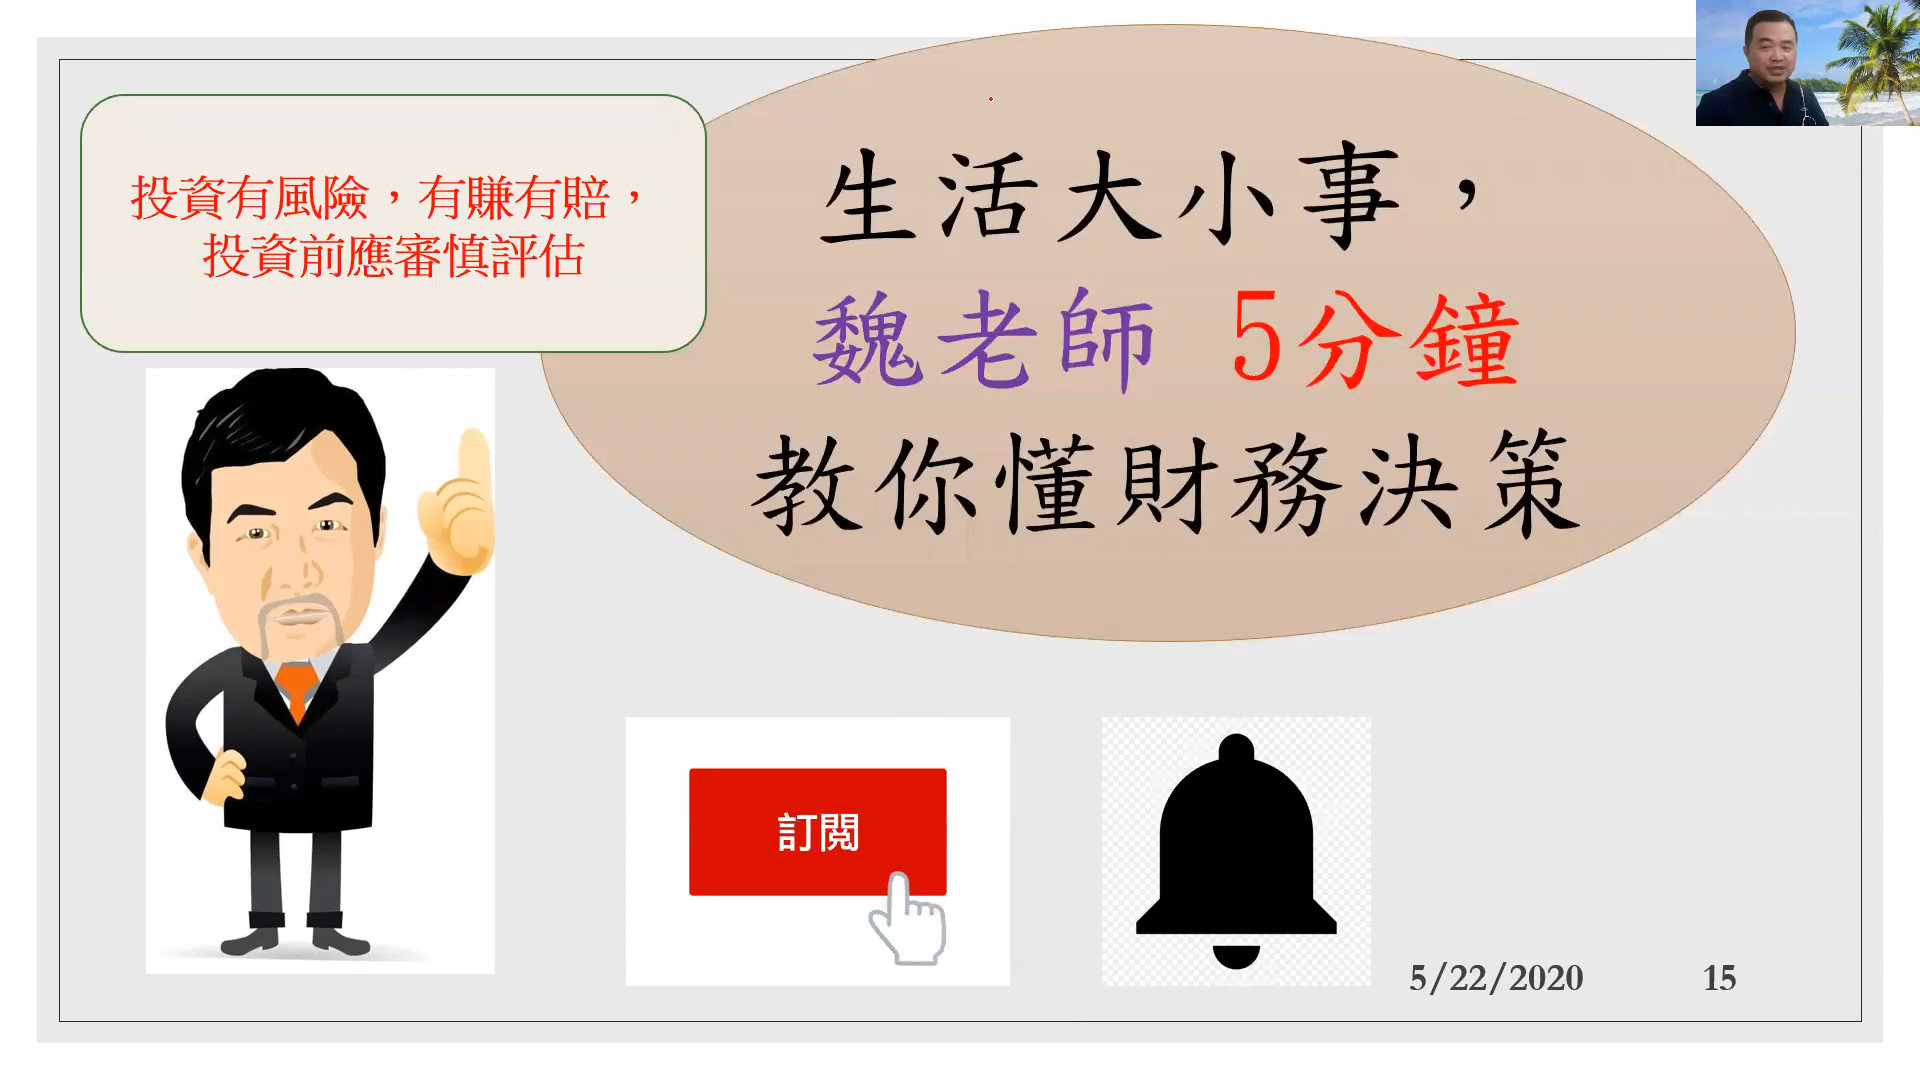 投資有風險，有賺有賠，
投資前應審慎評估
生活大小事，
魏老師 5分鐘
教你懂財務決策
訂閱
5/22/2020
15